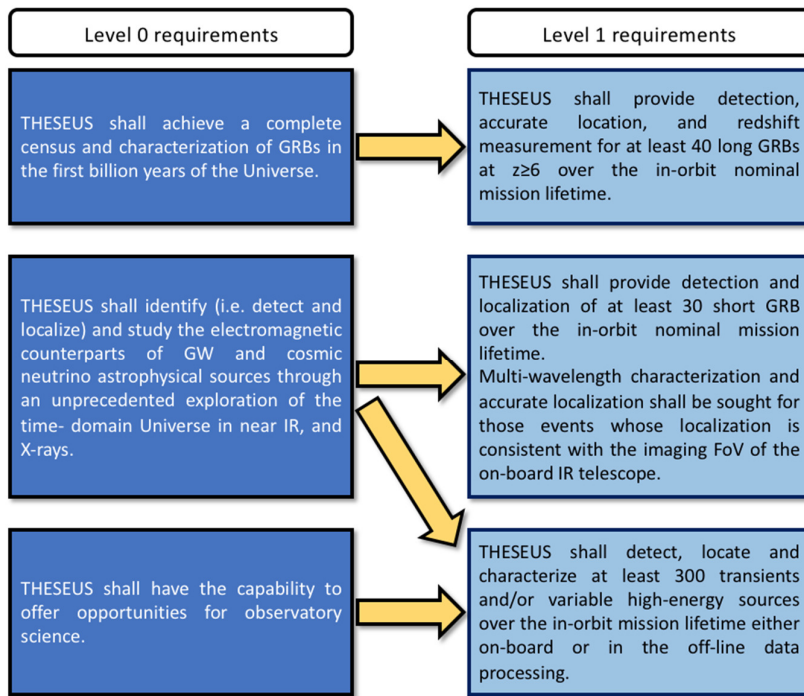 Level 0 requirements
Level 1 requirements
THESEUS shall achieve a complete
census and characterization of GRBs in
the first billion years of the Universe.
THESEUS shall provide detection,
accurate location, and redshift
measurement for at least 40 long GRBs
at z≥6 over the in-orbit nominal
mission lifetime.
THESEUS shall identify (i.e. detect and
localize) and study the electromagnetic
counterparts of GW and cosmic
neutrino astrophysical sources through
an unprecedented exploration of the
time- domain Universe in near IR, and
X-rays.
THESEUS shall provide detection and
localization of at least 30 short GRB
over the in-orbit nominal mission
lifetime.
Multi-wavelength characterization and
accurate localization shall be sought for
those events whose localization is
consistent with the imaging FoV of the
on-board IR telescope.
THESEUS shall have the capability to
offer opportunities for observatory
science.
THESEUS shall detect, locate and
characterize at least 300 transients
and/or variable high-energy sources
over the in-orbit mission lifetime either
on-board or in the off-line data
processing.